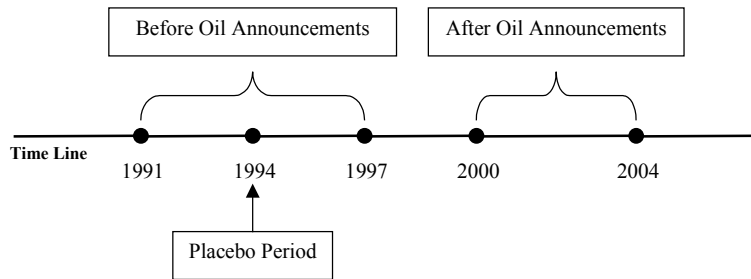 Before Oil Announcements
After Oil Announcements
Time Line
1991
1994
1997
2000
2004
Placebo Period